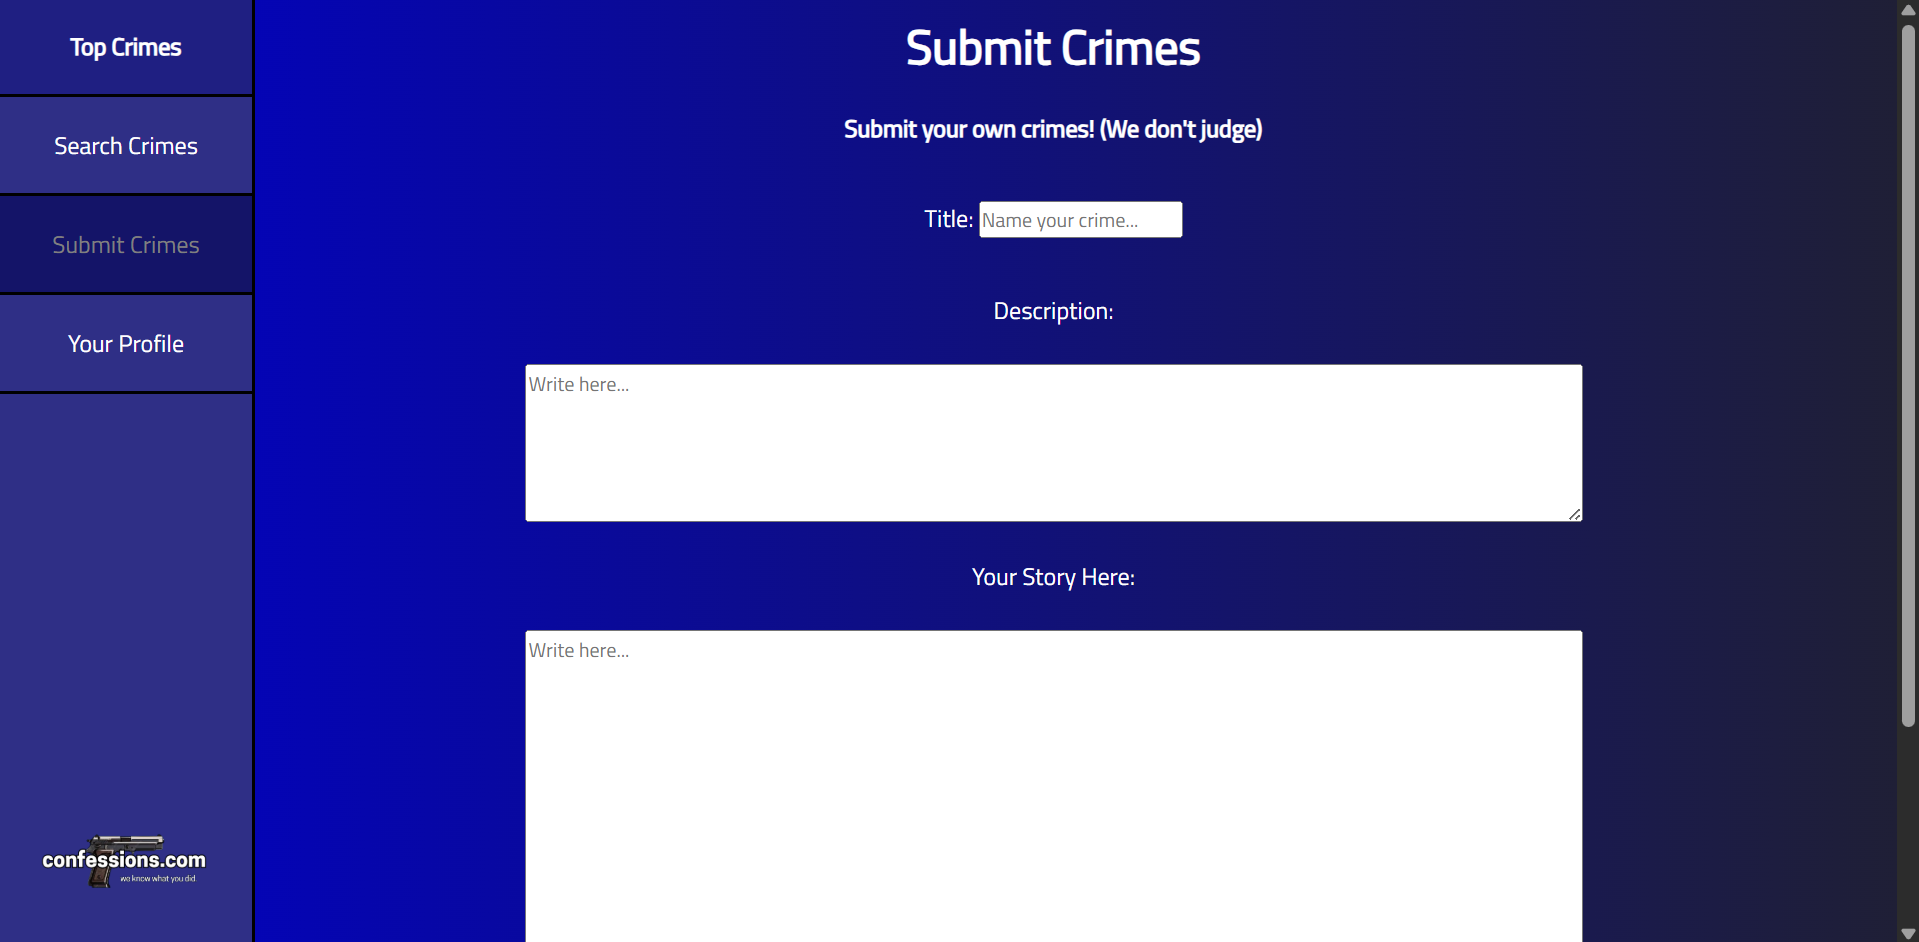 Top Crimes
Search Crimes
Submit Crimes
Your Profile
confessions.com
we know what you did.
Submit Crimes
Submit your own crimes! (We don't judge)
Title: Name your crime...
Description:
Write here...
Your Story Here:
Write here...